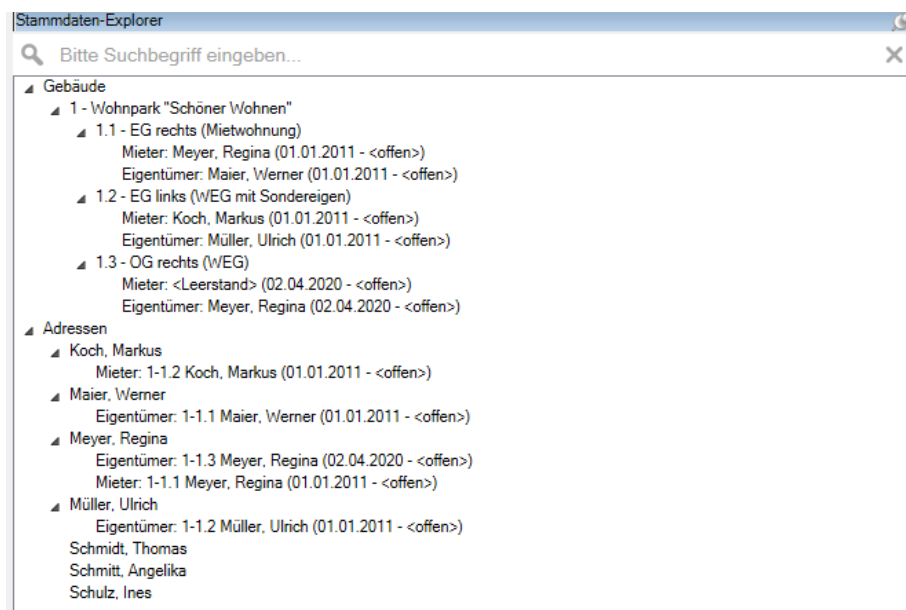 Stammdaten-Explorer
Bitte Suchbegriff eingeben...
Gebäude
1 - Wohnpark "Schöner Wohnen"
1.1 - EG rechts (Mietwohnung)
Mieter: Meyer, Regina (01.01.2011 - <offen>)
Eigentümer: Maier, Werner (01.01.2011 - <offen>)
1.2 - EG links (WEG mit Sondereigen)
Mieter: Koch, Markus (01.01.2011 - <offen>)
Eigentümer: Müller, Ulrich (01.01.2011 - <offen>)
1.3 - OG rechts (WEG)
Mieter: <Leerstand> (02.04.2020 - <offen>)
Eigentümer: Meyer, Regina (02.04.2020 - <offen>)
Adressen
Koch, Markus
Mieter: 1-1.2 Koch, Markus (01.01.2011 - <offen>)
Maier, Werner
Eigentümer: 1-1.1 Maier, Werner (01.01.2011 - <offen>)
Meyer, Regina
Eigentümer: 1-1.3 Meyer, Regina (02.04.2020 - <offen>)
Mieter: 1-1.1 Meyer, Regina (01.01.2011 - <offen>)
Müller, Ulrich
Eigentümer: 1-1.2 Müller, Ulrich (01.01.2011 - <offen>)
Schmidt, Thomas
Schmitt, Angelika
Schulz, Ines